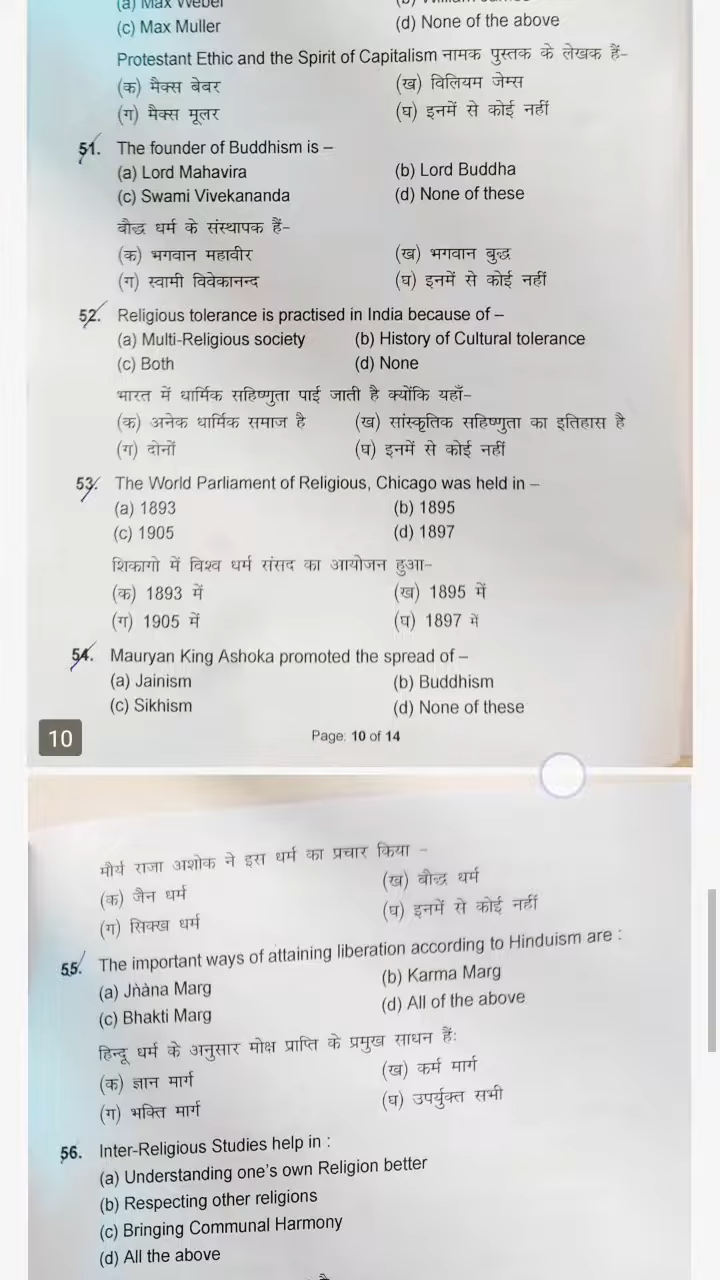 (a) Max Weber
(c) Max Muller (d) None of the above
Protestant Ethic and the Spirit of Capitalism नामक पुस्तक के लेखक हैं–
(क) मैक्स बेबर (ख) विलियम जेम्स
(ग) मैक्स मूलर (घ) इनमें से कोई नहीं
51. The founder of Buddhism is –
(a) Lord Mahavira (b) Lord Buddha
(c) Swami Vivekananda (d) None of these
बौद्ध धर्म के संस्थापक हैं–
(क) भगवान महावीर (ख) भगवान बुद्ध
(ग) स्वामी विवेकानन्द (घ) इनमें से कोई नहीं
52. Religious tolerance is practised in India because of –
(a) Multi-Religious society (b) History of Cultural tolerance
(c) Both (d) None
भारत में धार्मिक सहिष्णुता पाई जाती है क्योंकि यहाँ–
(क) अनेक धार्मिक समाज है (ख) सांस्कृतिक सहिष्णुता का इतिहास है
(ग) दोनों (घ) इनमें से कोई नहीं
53. The World Parliament of Religious, Chicago was held in –
(a) 1893 (b) 1895
(c) 1905 (d) 1897
शिकागो में विश्व धर्म संसद का आयोजन हुआ–
(क) 1893 में (ख) 1895 में
(ग) 1905 में (घ) 1897 में
54. Mauryan King Ashoka promoted the spread of –
(a) Jainism (b) Buddhism
(c) Sikhism (d) None of these
10 Page: 10 of 14
मौर्य राजा अशोक ने इस धर्म का प्रचार किया –
(क) जैन धर्म (ख) बौद्ध धर्म
(ग) सिक्ख धर्म (घ) इनमें से कोई नहीं
55. The important ways of attaining liberation according to Hinduism are :
(a) Jǹàna Marg (b) Karma Marg
(c) Bhakti Marg (d) All of the above
हिन्दू धर्म के अनुसार मोक्ष प्राप्ति के प्रमुख साधन हैं:
(क) ज्ञान मार्ग (ख) कर्म मार्ग
(ग) भक्ति मार्ग (घ) उपर्युक्त सभी
56. Inter-Religious Studies help in :
(a) Understanding one's own Religion better
(b) Respecting other religions
(c) Bringing Communal Harmony
(d) All the above